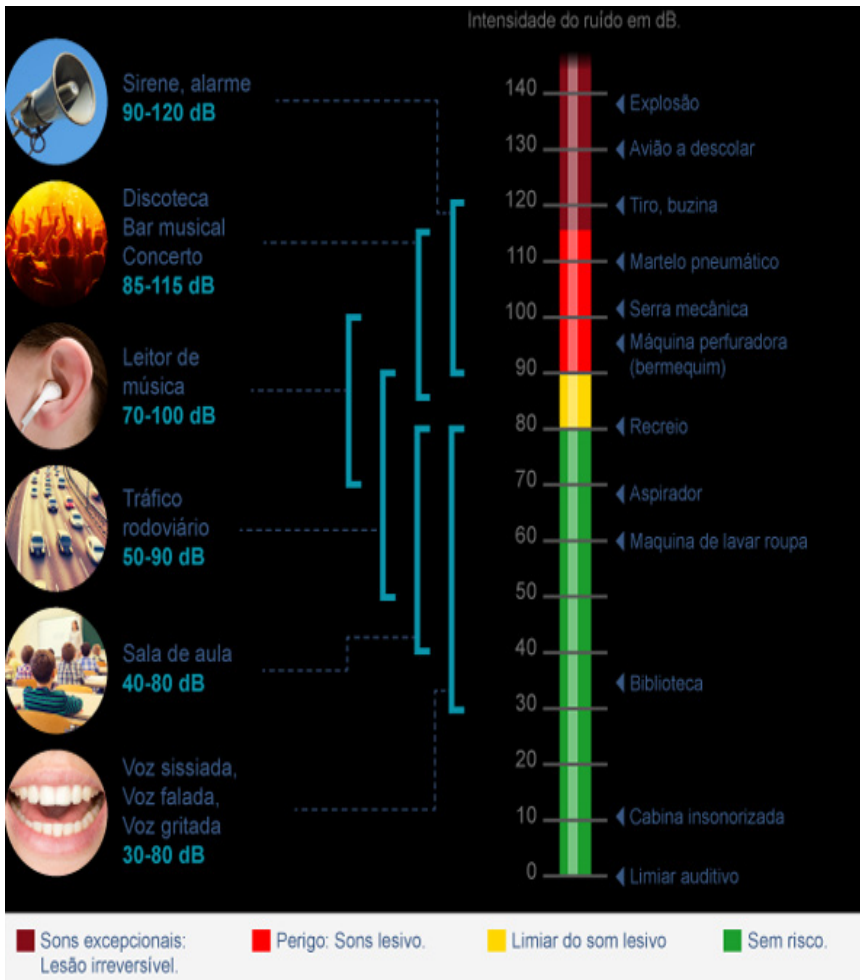 Intensidade do ruído em dB.
Sirene, alarme
90-120 dB
Discoteca
Bar musical
Concerto
85-115 dB
Leitor de
música
70-100 dB
Tráfico
rodoviário
50-90 dB
Sala de aula
40-80 dB
Voz sissiada,
Voz falada,
Voz gritada
30-80 dB
140
130
120
110
100
90
80
70
60
50
40
30
20
10
0
Explosão
Avião a descolar
Tiro, buzina
Martelo pneumático
Serra mecânica
Máquina perfuradora
(bermequim)
Recreio
Aspirador
Maquina de lavar roupa
Biblioteca
Cabina insonorizada
Limiar auditivo
Sons excepcionais:
Lesão irreversível.
Perigo: Sons lesivo.
Limiar do som lesivo
Sem risco.